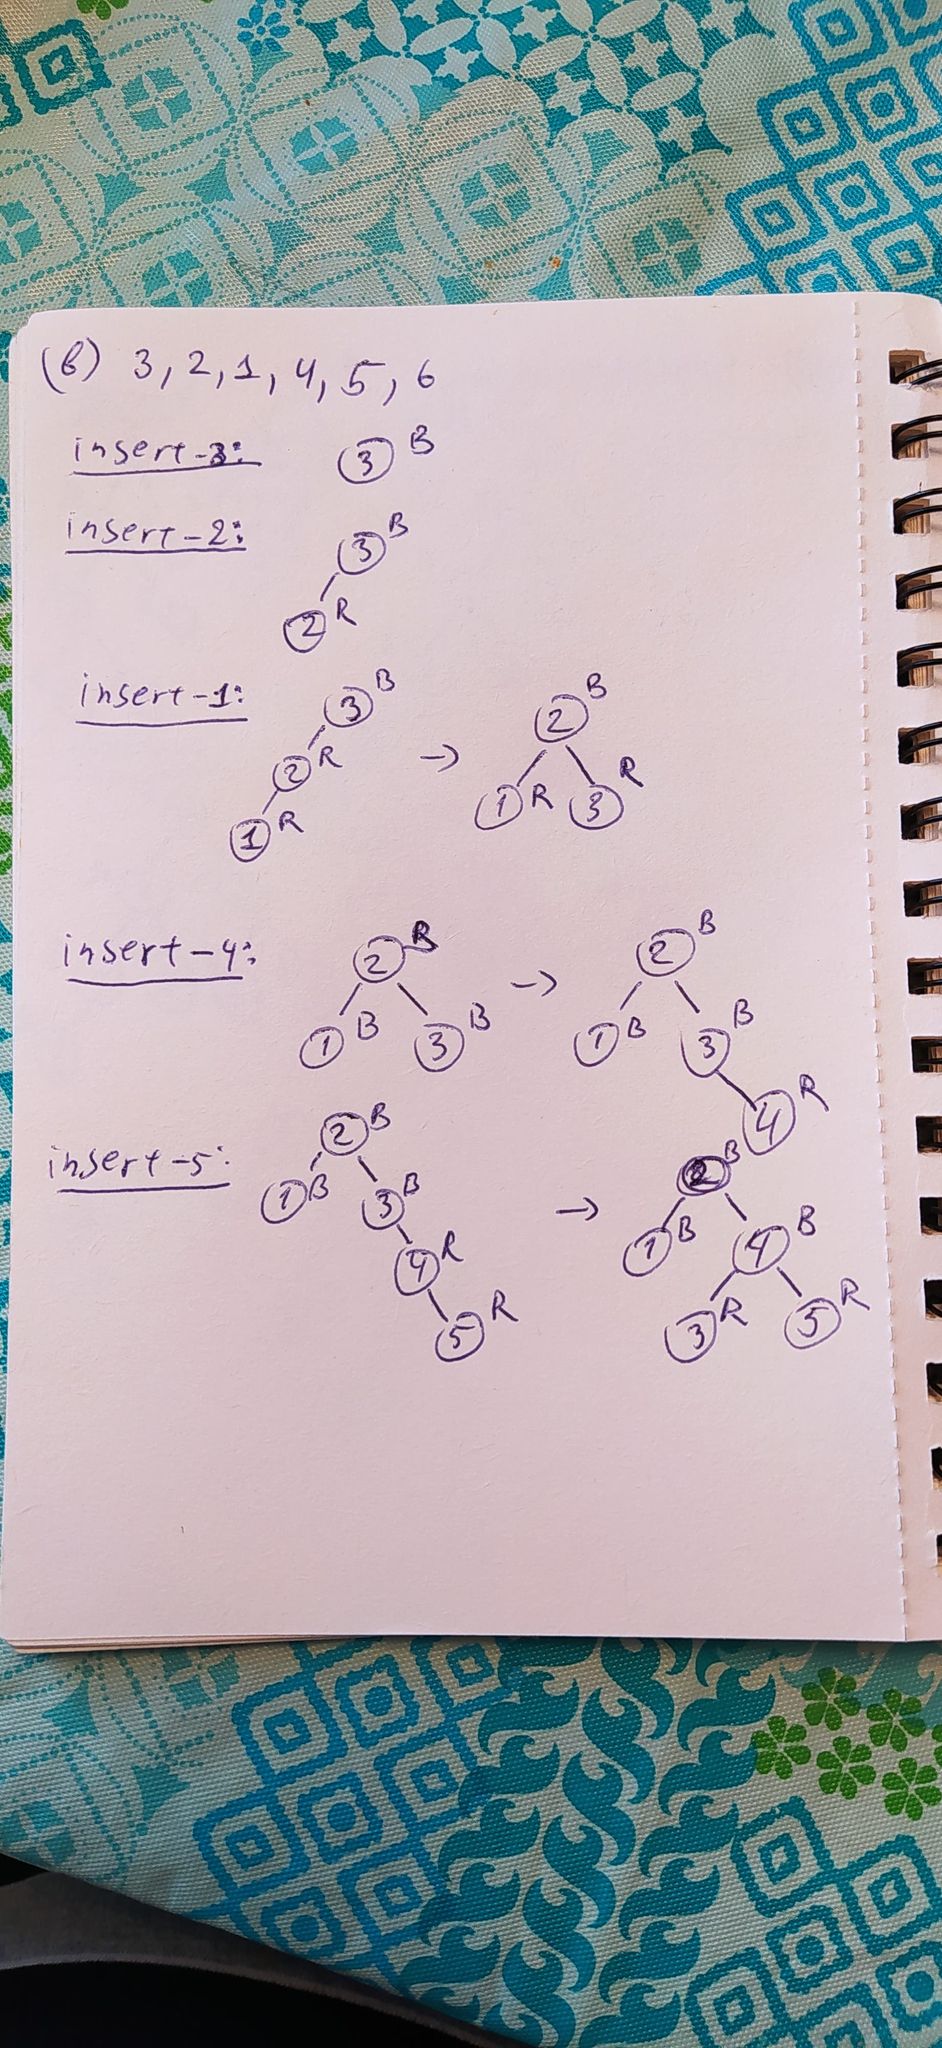 (b) 3, 2, 1, 4, 5, 6
insert-3: 3 B
insert-2: 3 B
2 R
insert-1: 3 B 2 B
2 R → 1 R 3 R
1 R
insert-4: 2 B → 2 B
1 B 3 B 1 B 3 B
4 R
insert-5: 2 B → 2 B
1 B 3 B 1 B 4 B
4 R 3 R 5 R
5 R